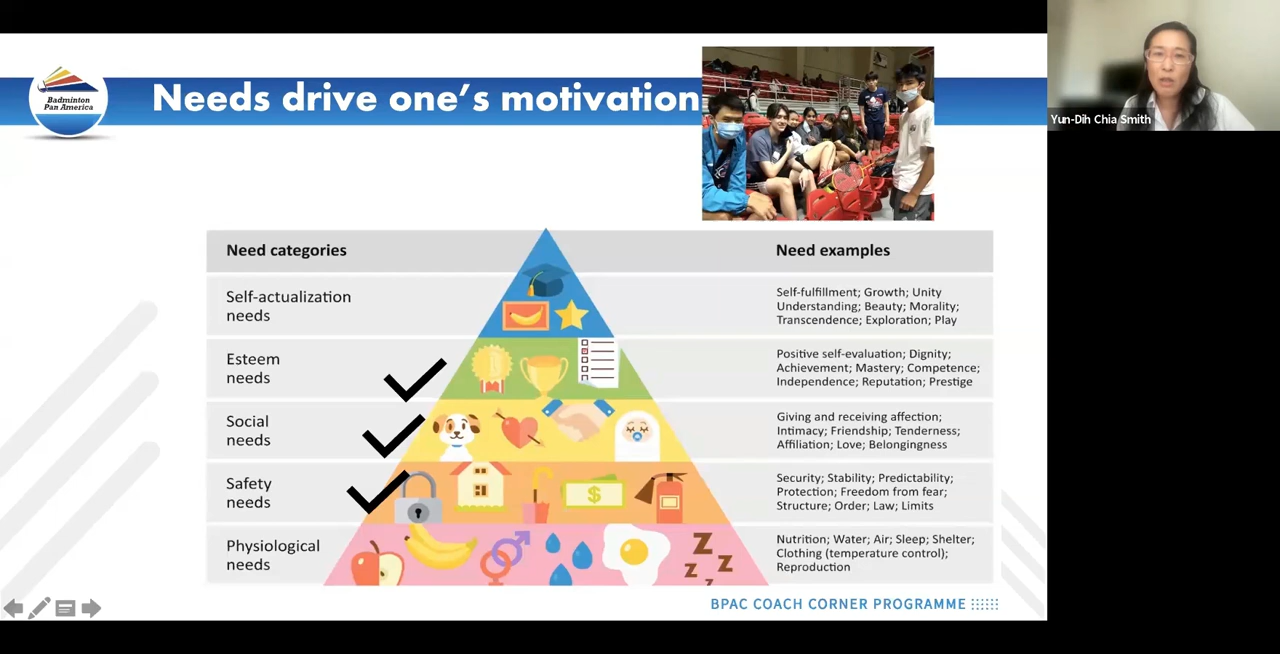 Badminton
Pan America
Needs drive one's motivation
Yun-Dih Chia Smith
Need categories
Need examples
Self-actualization
needs
Self-fulfillment; Growth; Unity
Understanding; Beauty; Morality;
Transcendence; Exploration; Play
Esteem
needs
1
Positive self-evaluation; Dignity;
Achievement; Mastery; Competence;
Independence; Reputation; Prestige
Social
needs
Giving and receiving affection;
Intimacy; Friendship; Tenderness;
Affiliation; Love; Belongingness
Safety
needs
$
Security; Stability; Predictability;
Protection; Freedom from fear;
Structure; Order; Law; Limits
Physiological
needs
Z
Z
Z
Z
Nutrition; Water; Air; Sleep; Shelter;
Clothing (temperature control);
Reproduction
BPAC COACH CORNER PROGRAMME